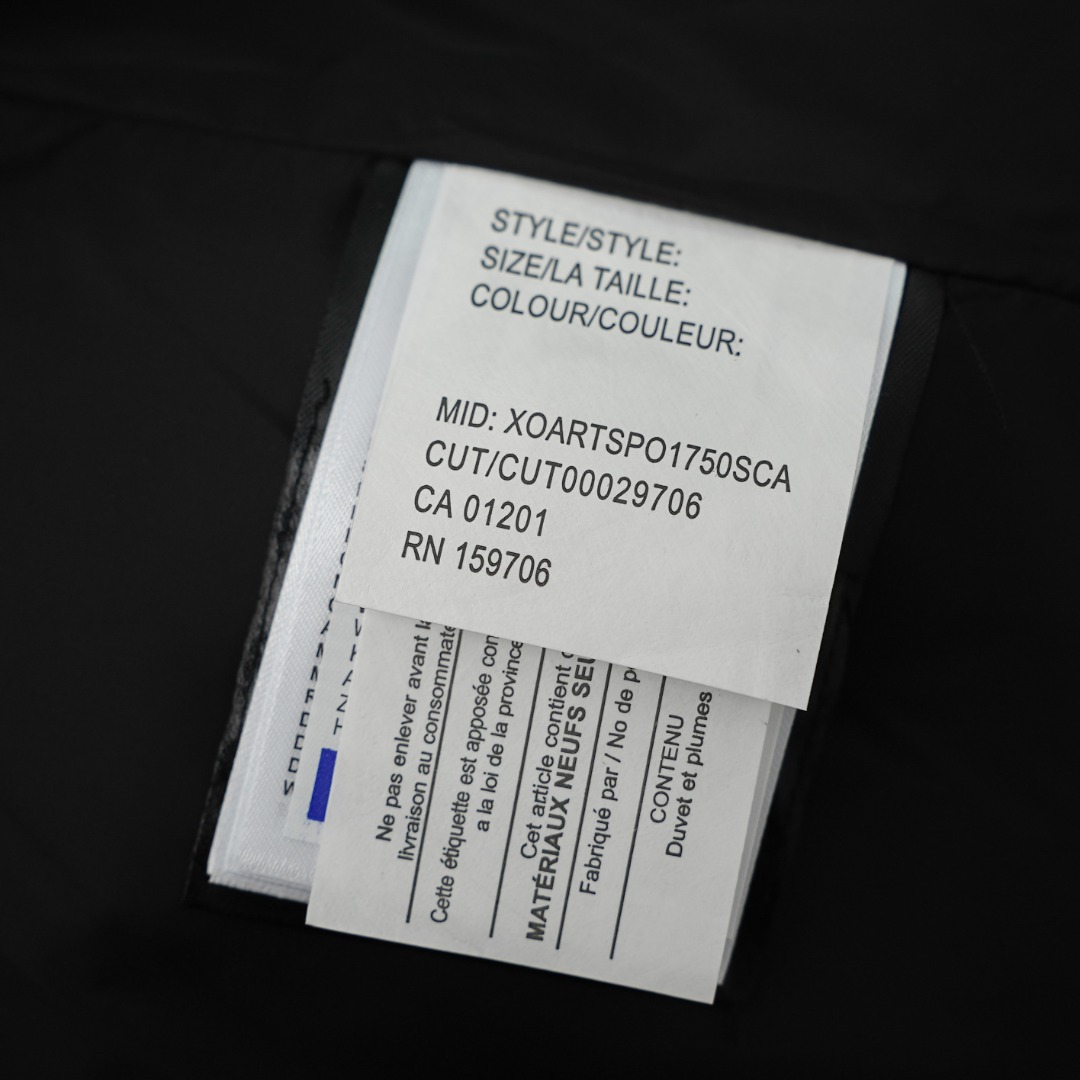 STYLE/STYLE:
SIZE/LA TAILLE:
COLOUR/COULEUR:
MID: XOARTSPO1750SCA
CUT/CUT00029706
CA 01201
RN 159706
Ne pas enlever avant
livraison au consommate
Cette étiquette est apposée con
a la loi de la province
Cet article contient
MATÉRIAUX NEUFS SEU
Fabriqué par / No de p
CONTENU
Duvet et plumes